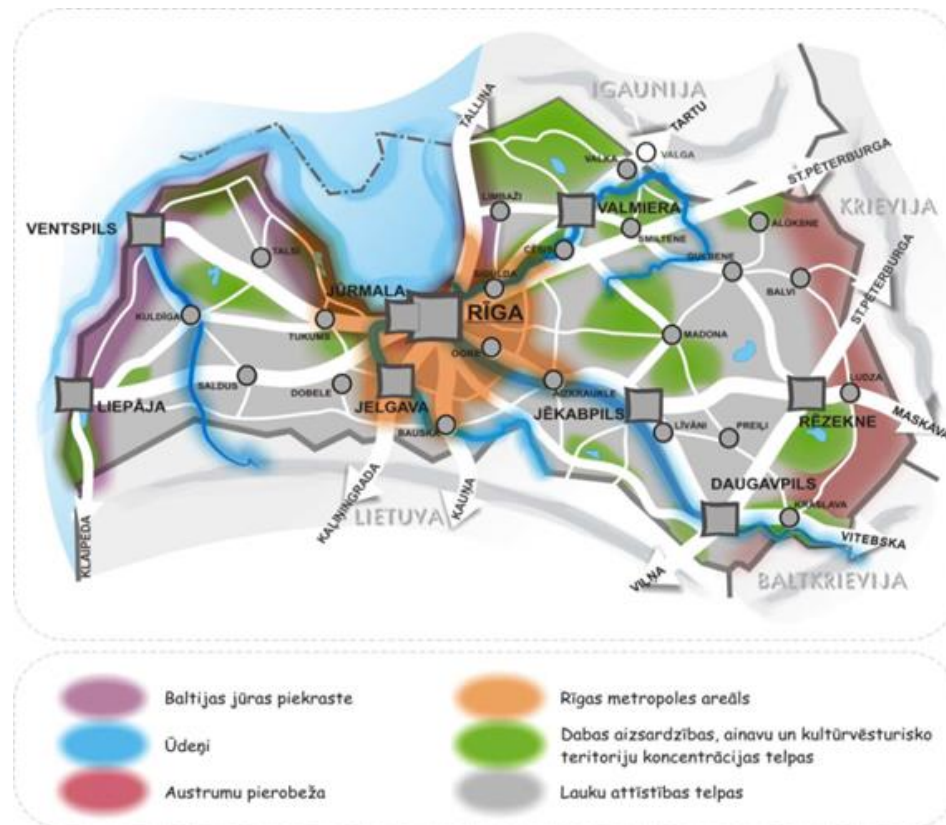 IGAUNIJA
TALLINA
TARTU
VALKA
VALGA
ST.PĒTERBURGA
KRIEVIJA
LIMBAŽI
VENTSPILS
VALMIERA
ALŪKSNE
SMILTENE
CĒSIS
TALSI
GULBENE
SIGULDA
BALVI
JŪRMALA
RĪGA
ST.PĒTERBURGA
KULDĪGA
TUKUMS
MADONA
OGRE
SALDUS
DOBELE
AIZKRAUKLE
LUDZA
LIEPĀJA
JELGAVA
JĒKABPILS
RĒZEKNE
MASKAVA
BAUSKA
LĪVĀNI
PREIĻI
DAUGAVPILS
KAĻIŅINGRADA
LIETUVA
KAUŅA
KRĀSLAVA
VITEBSKA
KLAIPĒDA
VIĻŅA
BALTKRIEVIJA
Baltijas jūras piekraste
Ūdeņi
Austrumu pierobeža
Rīgas metropoles areāls
Dabas aizsardzības, ainavu un kultūrvēsturisko
teritoriju koncentrācijas telpas
Lauku attīstības telpas